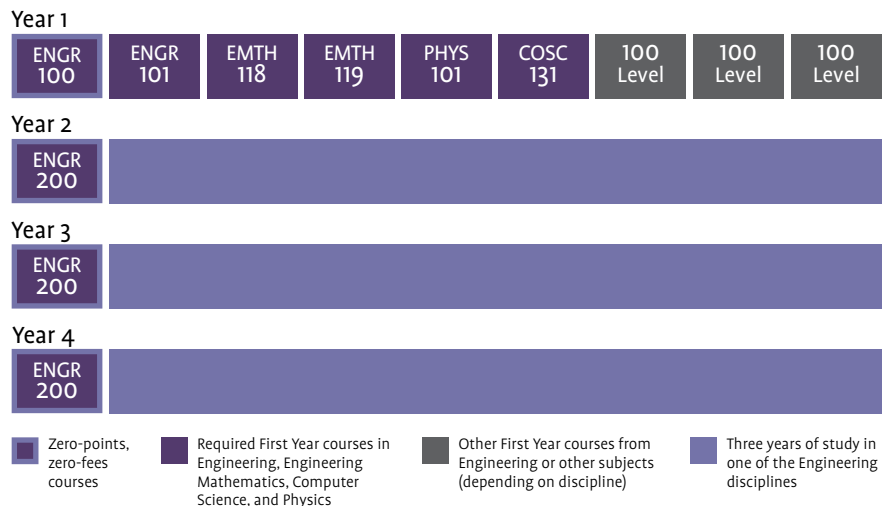 Year 1
ENGR
100
ENGR
101
EMTH
118
EMTH
119
PHYS
101
COSC
131
100
Level
100
Level
100
Level
Year 2
ENGR
200
Year 3
ENGR
200
Year 4
ENGR
200
Zero-points,
zero-fees
courses
Required First Year courses in
Engineering, Engineering
Mathematics, Computer
Science, and Physics
Other First Year courses from
Engineering or other subjects
(depending on discipline)
Three years of study in
one of the Engineering
disciplines